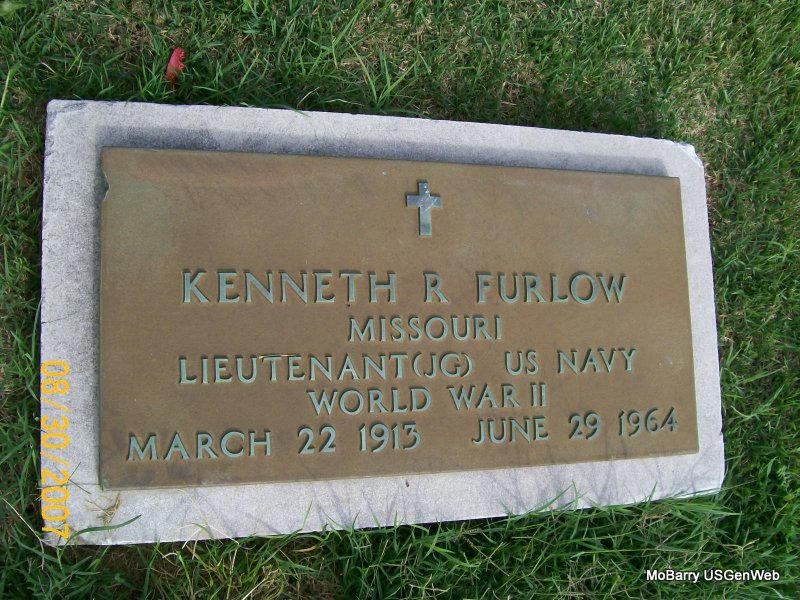 KENNETH R FURLOW
MISSOURI
LIEUTENANT(JG) US NAVY
WORLD WAR II
MARCH 22 1913 JUNE 29 1964
08/30/2007
MoBarry USGenWeb